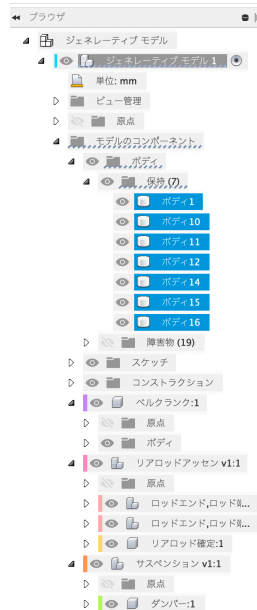 ブラウザ
ジェネレーティブ モデル
ジェネレーティブ モデル 1
単位: mm
ビュー管理
原点
モデルのコンポーネント
ボディ
保持 (7)
ボディ1
ボディ10
ボディ11
ボディ12
ボディ14
ボディ15
ボディ16
障害物 (19)
スケッチ
コンストラクション
ベルクランク:1
原点
ボディ
リアロッドアッセン v1:1
原点
ロッドエンド,ロッド㎖...
ロッドエンド,ロッド㎖...
リアロッド確定:1
サスペンション v1:1
原点
ダンパー:1